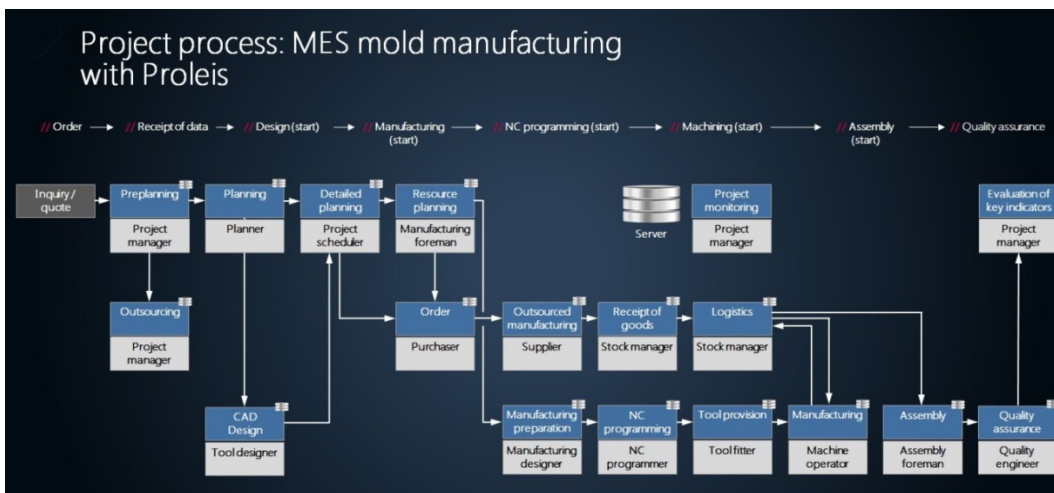 Project process: MES mold manufacturing
with Proleis
// Order
// Receipt of data
// Design (start)
// Manufacturing
(start)
// NC programming (start)
// Machining (start)
// Assembly
(start)
// Quality assurance
Inquiry /
quote
Preplanning
Project
manager
Planning
Planner
Detailed
planning
Project
scheduler
Resource
planning
Manufacturing
foreman
Server
Project
monitoring
Project
manager
Evaluation of
key indicators
Project
manager
Outsourcing
Project
manager
Order
Purchaser
Outsourced
manufacturing
Supplier
Receipt of
goods
Stock manager
Logistics
Stock manager
CAD
Design
Tool designer
Manufacturing
preparation
Manufacturing
designer
NC
programming
NC
programmer
Tool provision
Tool fitter
Manufacturing
Machine
operator
Assembly
Assembly
foreman
Quality
assurance
Quality
engineer